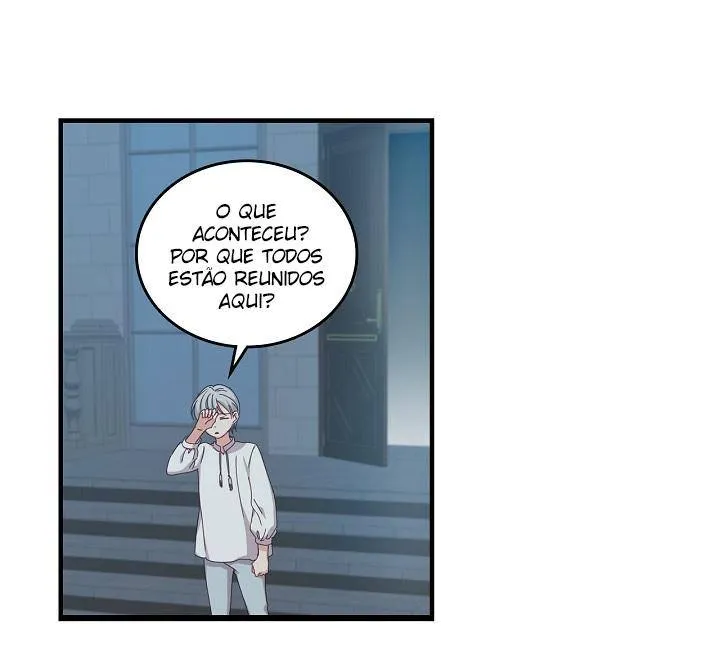 O QUE
ACONTECEU?
POR QUE TODOS
ESTÃO REUNIDOS
AQUI?